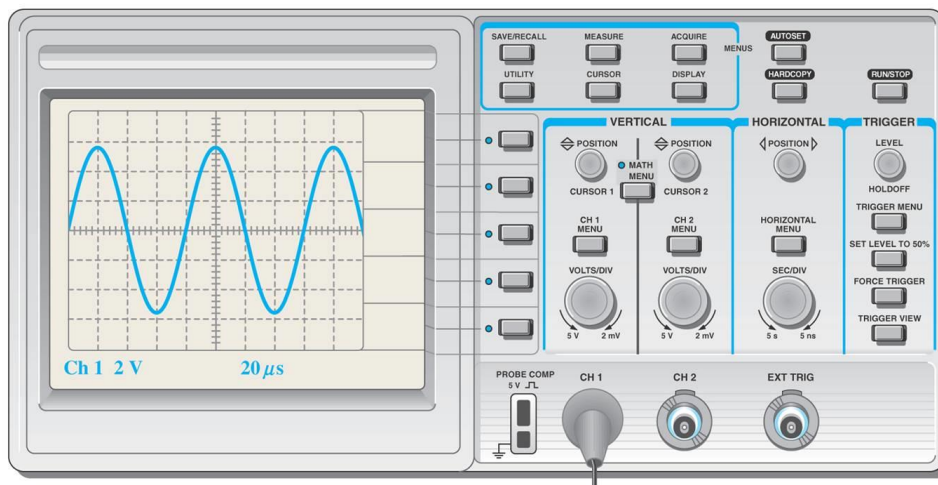 SAVE/RECALL MEASURE ACQUIRE
MENUS
AUTOSET
UTILITY CURSOR DISPLAY
HARDCOPY
RUN/STOP
VERTICAL
HORIZONTAL
TRIGGER
POSITION
CURSOR 1
MATH
MENU
POSITION
CURSOR 2
POSITION
LEVEL
HOLDOFF
CH 1
MENU
CH 2
MENU
HORIZONTAL
MENU
TRIGGER MENU
SET LEVEL TO 50%
FORCE TRIGGER
TRIGGER VIEW
VOLTS/DIV
5 V 2 mV
VOLTS/DIV
5 V 2 mV
SEC/DIV
5 s 5 ns
Ch 1 2 V 20 μs
PROBE COMP
5 V
CH 1
CH 2
EXT TRIG